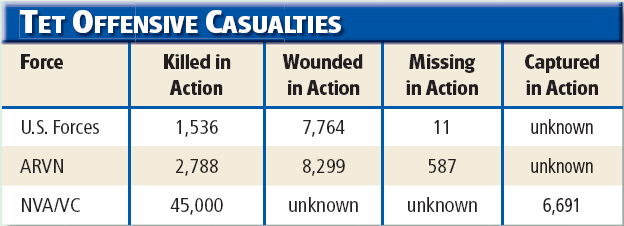 TET OFFENSIVE CASUALTIES
Force Killed in Action Wounded in Action Missing in Action Captured in Action
U.S. Forces 1,536 7,764 11 unknown
ARVN 2,788 8,299 587 unknown
NVA/VC 45,000 unknown unknown 6,691